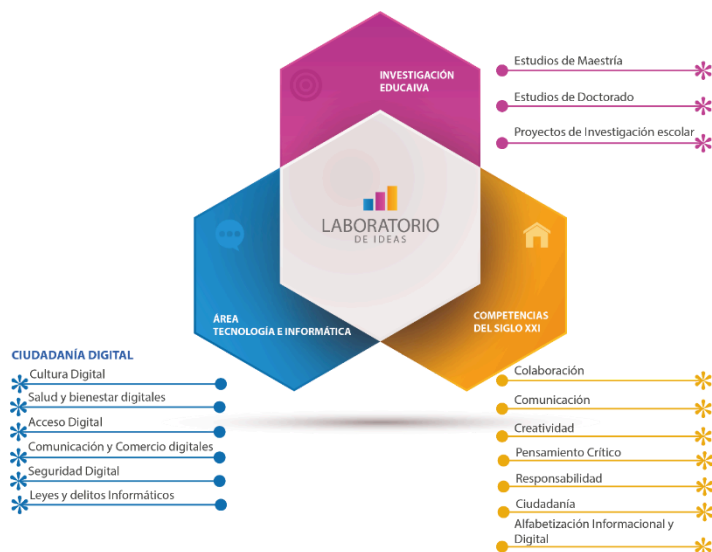 INVESTIGACIÓN
EDUCAIVA
Estudios de Maestría
Estudios de Doctorado
Proyectos de Investigación escolar
LABORATORIO
DE IDEAS
ÁREA
TECNOLOGÍA E INFORMÁTICA
COMPETENCIAS
DEL SIGLO XXI
CIUDADANÍA DIGITAL
Cultura Digital
Salud y bienestar digitales
Acceso Digital
Comunicación y Comercio digitales
Seguridad Digital
Leyes y delitos Informáticos
Colaboración
Comunicación
Creatividad
Pensamiento Crítico
Responsabilidad
Ciudadanía
Alfabetización Informacional y
Digital